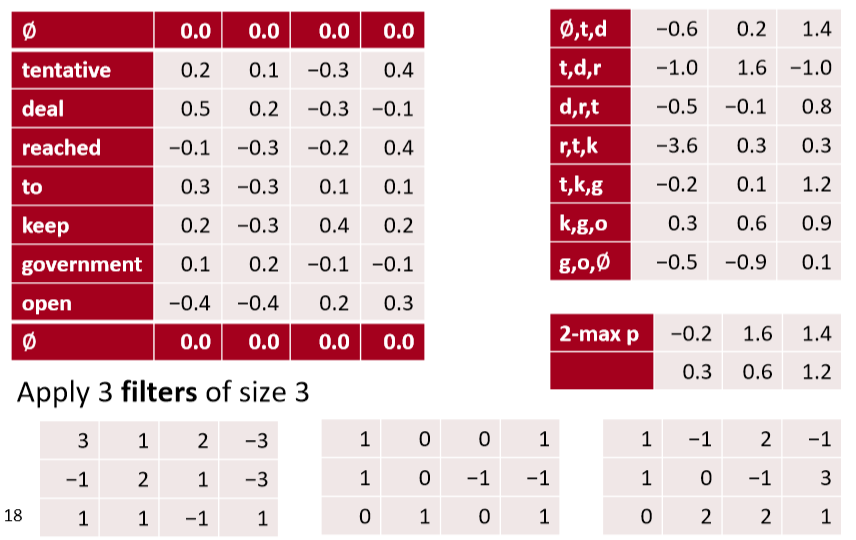 Ø 0.0 0.0 0.0 0.0
tentative 0.2 0.1 −0.3 0.4
deal 0.5 0.2 −0.3 −0.1
reached −0.1 −0.3 −0.2 0.4
to 0.3 −0.3 0.1 0.1
keep 0.2 −0.3 0.4 0.2
government 0.1 0.2 −0.1 −0.1
open −0.4 −0.4 0.2 0.3
Ø 0.0 0.0 0.0 0.0
Ø,t,d −0.6 0.2 1.4
t,d,r −1.0 1.6 −1.0
d,r,t −0.5 −0.1 0.8
r,t,k −3.6 0.3 0.3
t,k,g −0.2 0.1 1.2
k,g,o 0.3 0.6 0.9
g,o,Ø −0.5 −0.9 0.1
2-max p −0.2 1.6 1.4
0.3 0.6 1.2
Apply 3 filters of size 3
3 1 2 −3
−1 2 1 −3
1 1 −1 1
1 0 0 1
1 0 −1 −1
0 1 0 1
1 −1 2 −1
1 0 −1 3
0 2 2 1
18